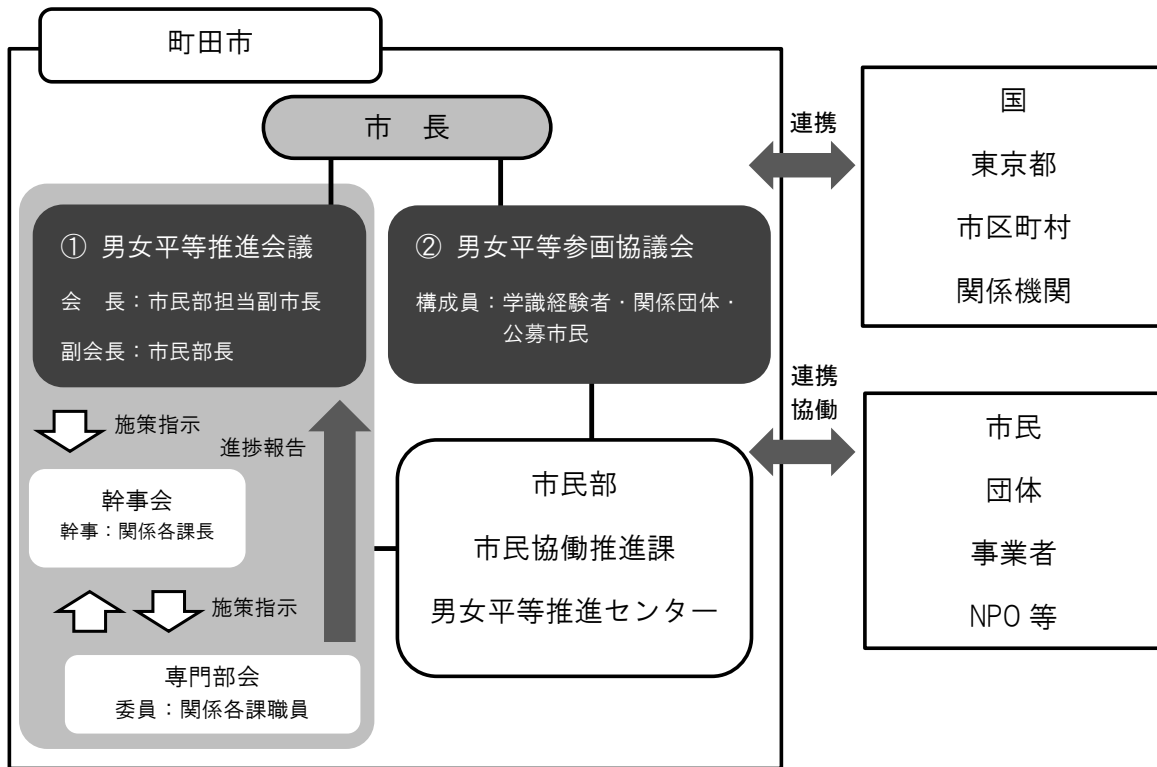 町田市
市　長
① 男女平等推進会議
会　長：市民部担当副市長
副会長：市民部長
施策指示
進捗報告
幹事会
幹事：関係各課長
施策指示
専門部会
委員：関係各課職員
② 男女平等参画協議会
構成員：学識経験者・関係団体・
公募市民
市民部
市民協働推進課
男女平等推進センター
連携
国
東京都
市区町村
関係機関
連携
協働
市民
団体
事業者
NPO 等